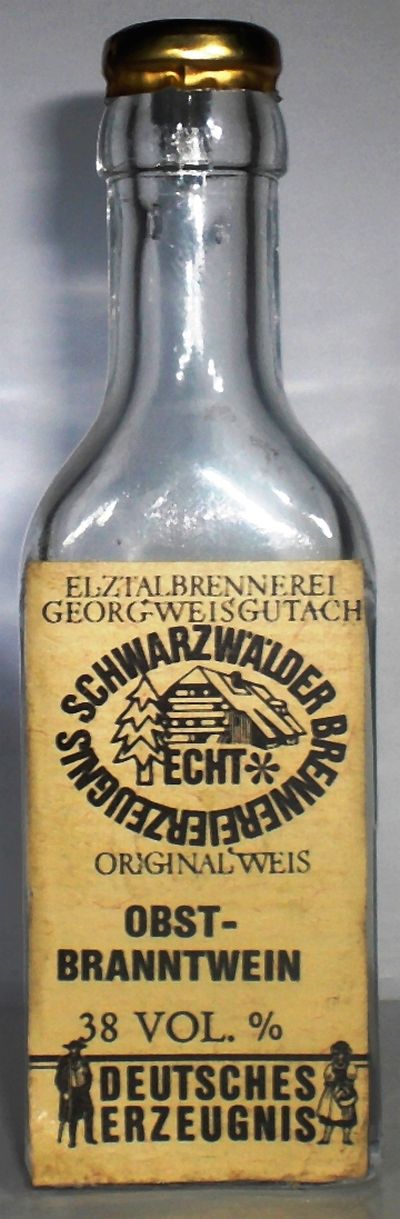 ELZTALBRENNEREI
GEORG WEIS GUTACH
SCHWARZWÄLDER BRENNEREIERZEUGNIS
ECHT*
ORIGINAL WEIS
OBST-
BRANNTWEIN
38 VOL. %
DEUTSCHES
ERZEUGNIS